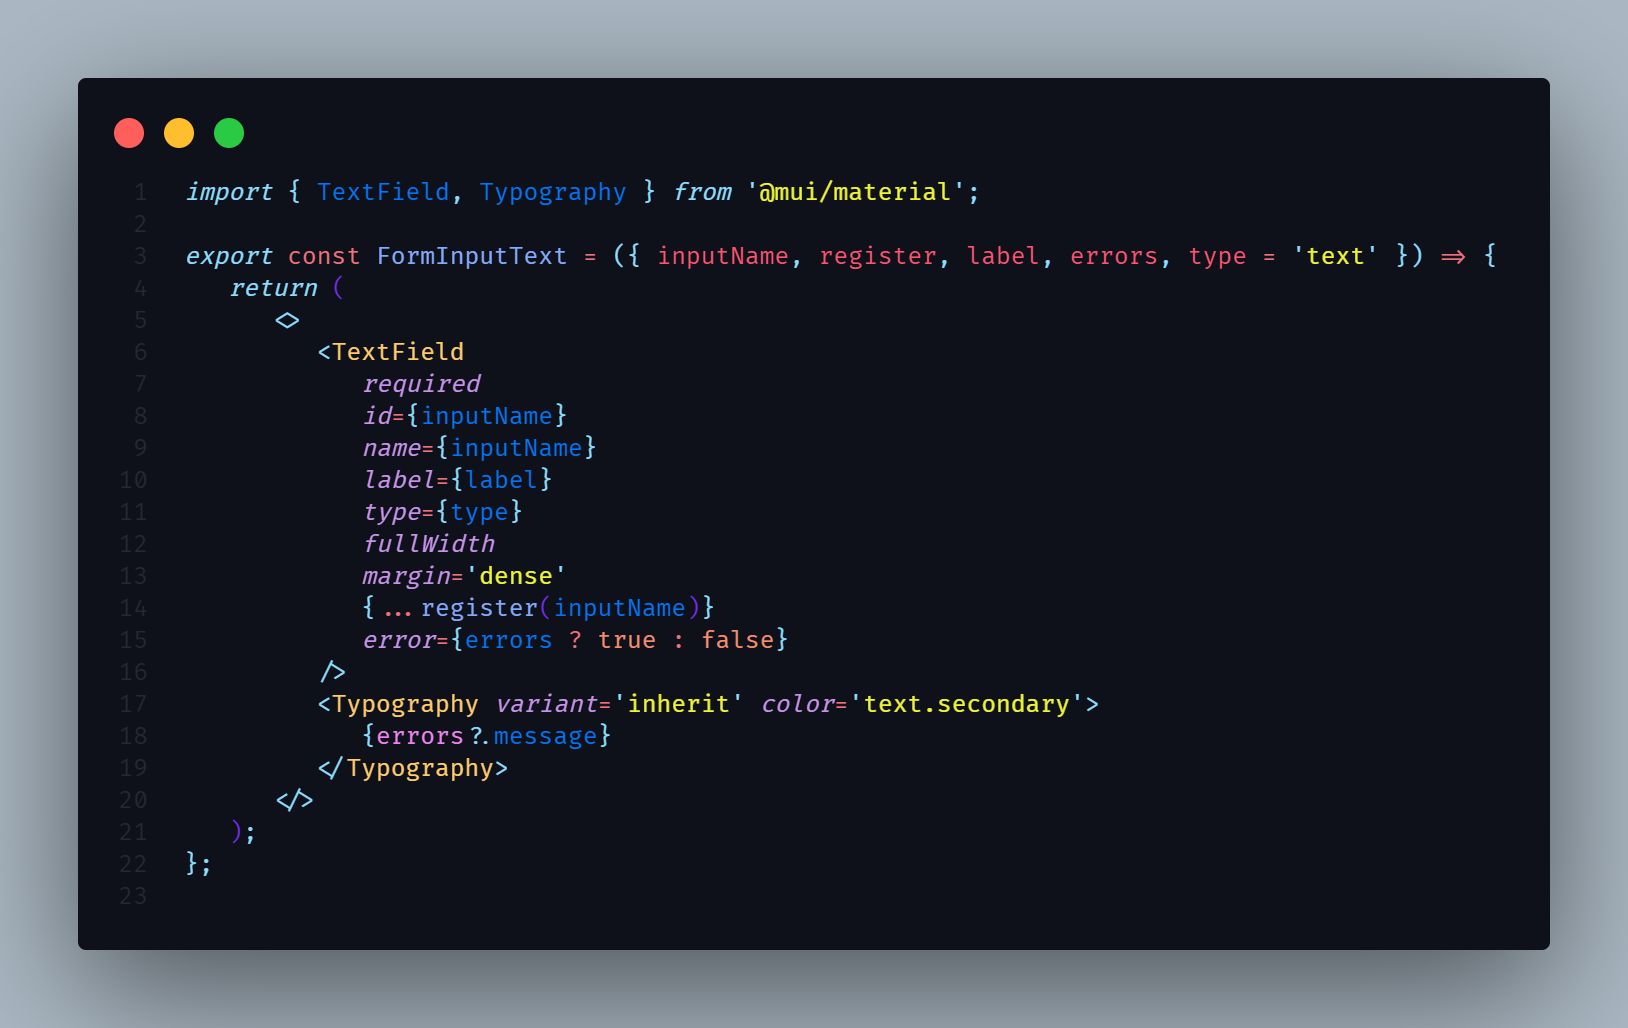 1 import { TextField, Typography } from '@mui/material';
2
3 export const FormInputText = ({ inputName, register, label, errors, type = 'text' }) => {
4 return (
5 <>
6 <TextField
7 required
8 id={inputName}
9 name={inputName}
10 label={label}
11 type={type}
12 fullWidth
13 margin='dense'
14 {...register(inputName)}
15 error={errors ? true : false}
16 />
17 <Typography variant='inherit' color='text.secondary'>
18 {errors?.message}
19 </Typography>
20 </>
21 );
22 };
23